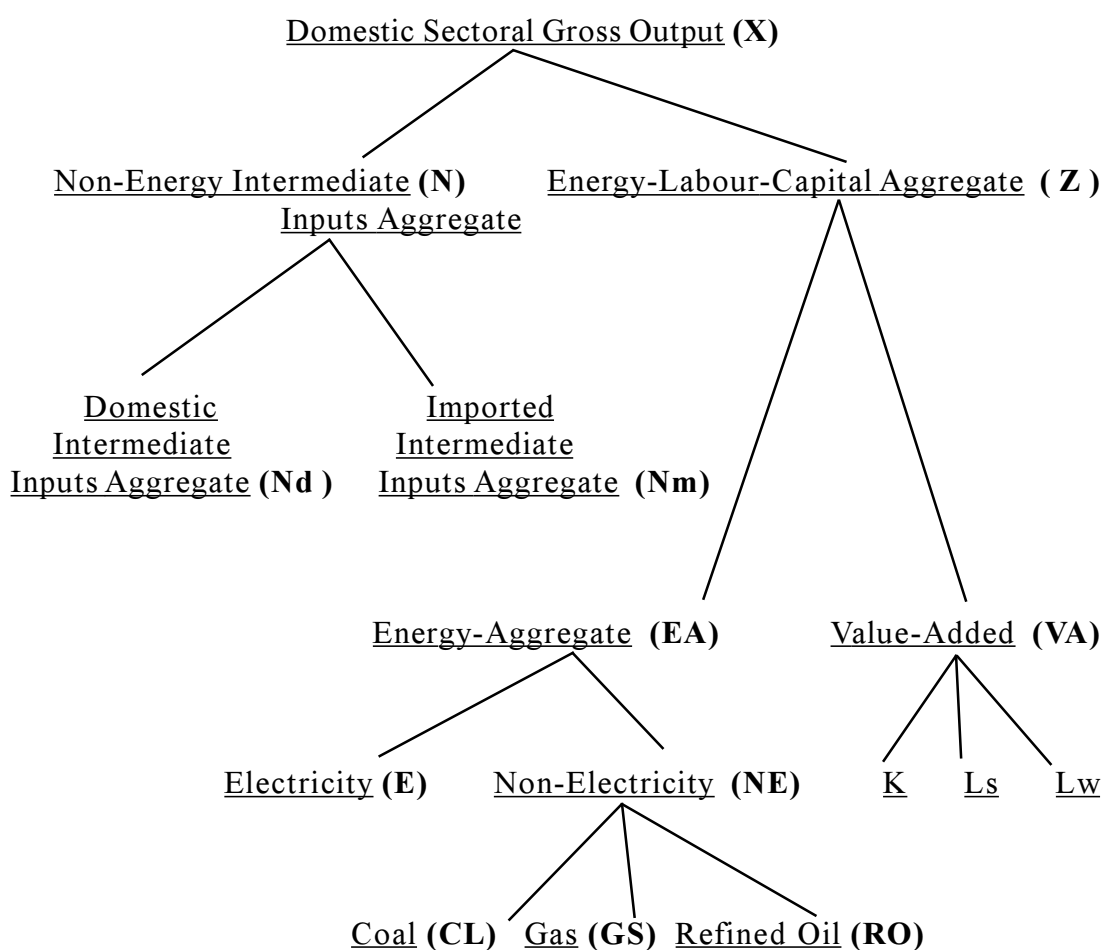 Domestic Sectoral Gross Output (X)
Non-Energy Intermediate (N)
Inputs Aggregate
Energy-Labour-Capital Aggregate ( Z )
Domestic
Intermediate
Inputs Aggregate (Nd )
Imported
Intermediate
Inputs Aggregate (Nm)
Energy-Aggregate (EA)
Value-Added (VA)
Electricity (E)
Non-Electricity (NE)
K
Ls
Lw
Coal (CL)
Gas (GS)
Refined Oil (RO)